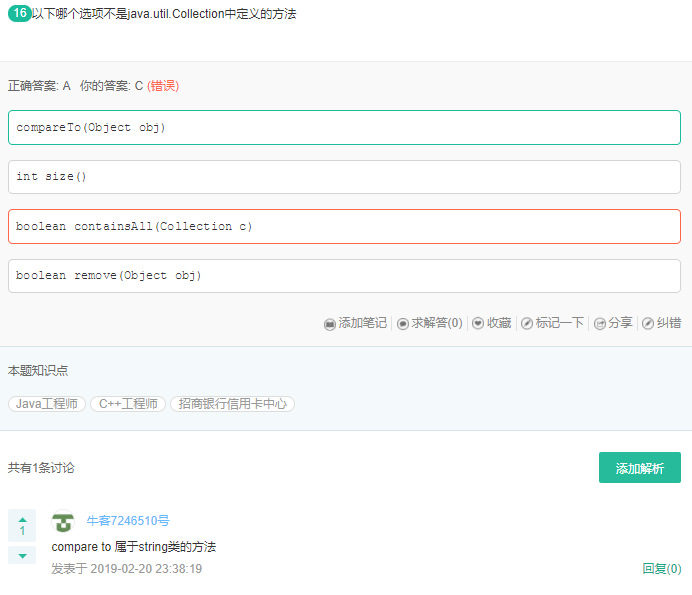 16以下哪个选项不是java.util.Collection中定义的方法
正确答案: A 你的答案: C (错误)
compareTo(Object obj)
int size()
boolean containsAll(Collection c)
boolean remove(Object obj)
添加笔记 求解答(0) 收藏 标记一下 分享 纠错
本题知识点
Java工程师 C++工程师 招商银行信用卡中心
共有1条讨论 添加解析
1
牛客7246510号
compare to 属于string类的方法
发表于 2019-02-20 23:38:19 回复(0)